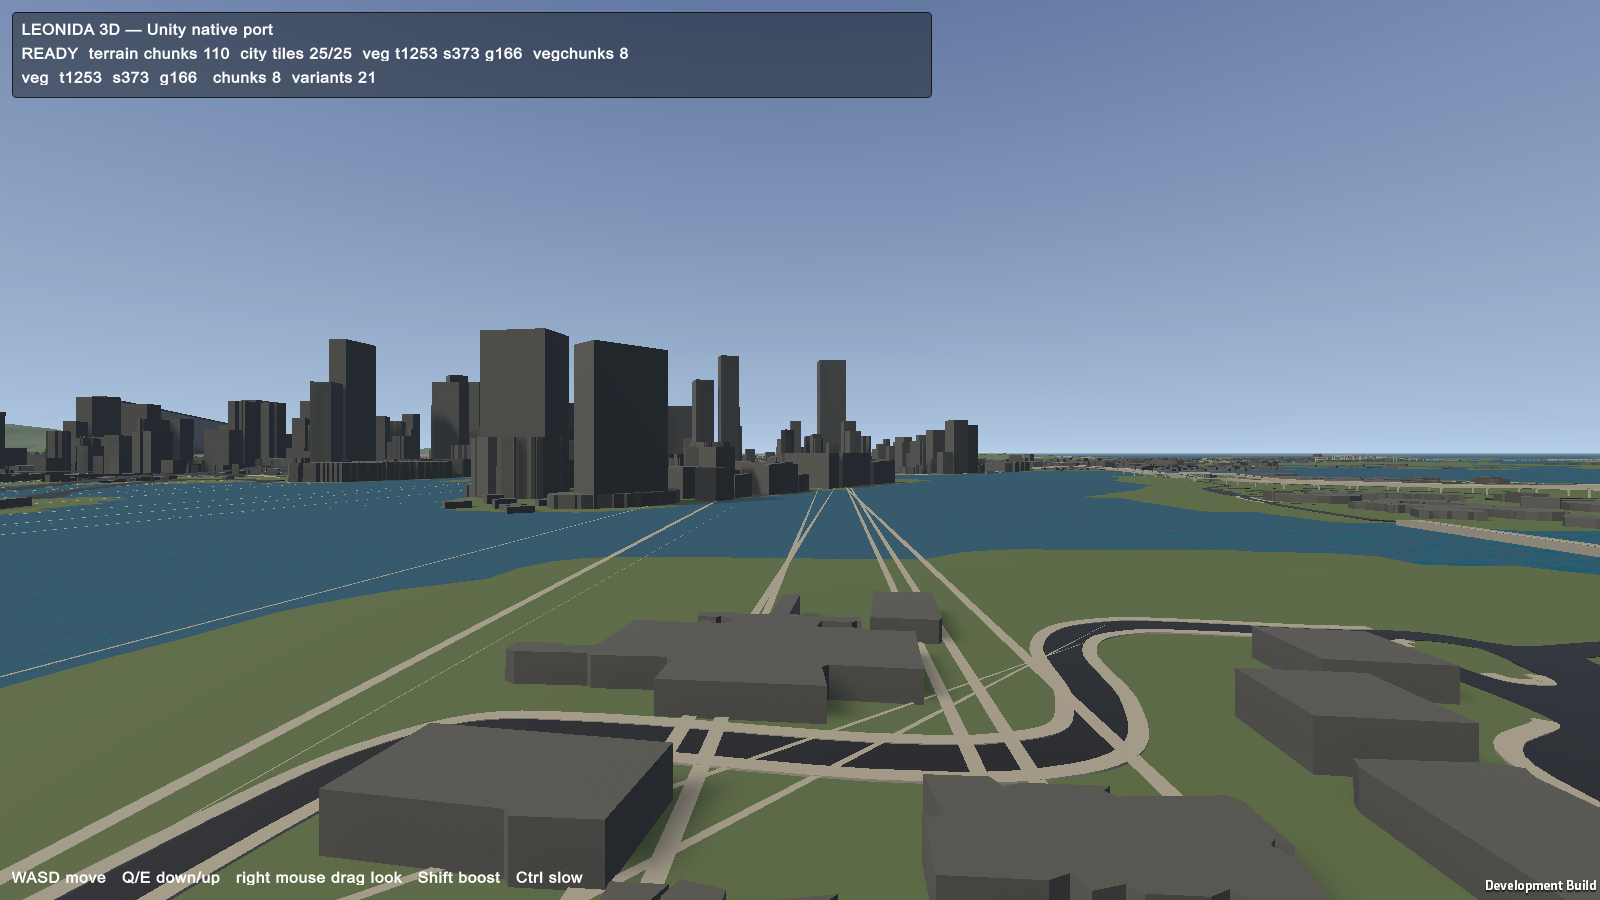 LEONIDA 3D — Unity native port
READY terrain chunks 110 city tiles 25/25 veg t1253 s373 g166 vegchunks 8
veg t1253 s373 g166 chunks 8 variants 21
WASD move Q/E down/up right mouse drag look Shift boost Ctrl slow
Development Build